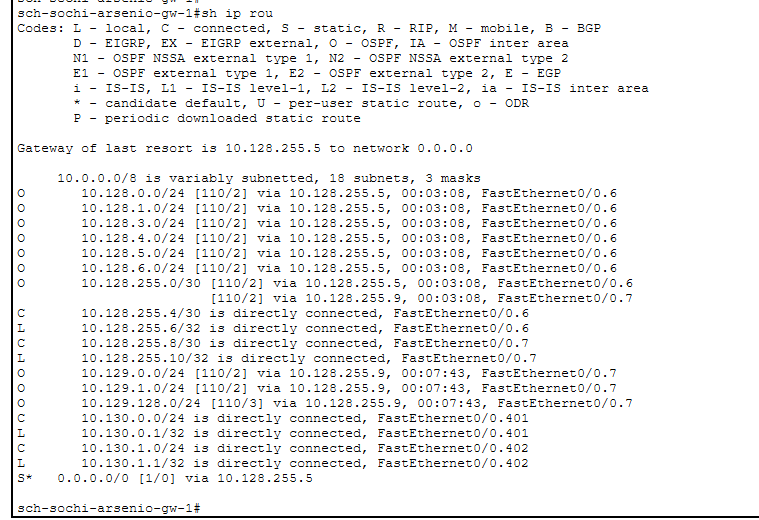 sch-sochi-arsenio-gw-1#sh ip rou
Codes: L - local, C - connected, S - static, R - RIP, M - mobile, B - BGP
       D - EIGRP, EX - EIGRP external, O - OSPF, IA - OSPF inter area
       N1 - OSPF NSSA external type 1, N2 - OSPF NSSA external type 2
       E1 - OSPF external type 1, E2 - OSPF external type 2, E - EGP
       i - IS-IS, L1 - IS-IS level-1, L2 - IS-IS level-2, ia - IS-IS inter area
       * - candidate default, U - per-user static route, o - ODR
       P - periodic downloaded static route

Gateway of last resort is 10.128.255.5 to network 0.0.0.0

     10.0.0.0/8 is variably subnetted, 18 subnets, 3 masks
O       10.128.0.0/24 [110/2] via 10.128.255.5, 00:03:08, FastEthernet0/0.6
O       10.128.1.0/24 [110/2] via 10.128.255.5, 00:03:08, FastEthernet0/0.6
O       10.128.3.0/24 [110/2] via 10.128.255.5, 00:03:08, FastEthernet0/0.6
O       10.128.4.0/24 [110/2] via 10.128.255.5, 00:03:08, FastEthernet0/0.6
O       10.128.5.0/24 [110/2] via 10.128.255.5, 00:03:08, FastEthernet0/0.6
O       10.128.6.0/24 [110/2] via 10.128.255.5, 00:03:08, FastEthernet0/0.6
O       10.128.255.0/30 [110/2] via 10.128.255.5, 00:03:08, FastEthernet0/0.6
                        [110/2] via 10.128.255.9, 00:03:08, FastEthernet0/0.7
C       10.128.255.4/30 is directly connected, FastEthernet0/0.6
L       10.128.255.6/32 is directly connected, FastEthernet0/0.6
C       10.128.255.8/30 is directly connected, FastEthernet0/0.7
L       10.128.255.10/32 is directly connected, FastEthernet0/0.7
O       10.129.0.0/24 [110/2] via 10.128.255.9, 00:07:43, FastEthernet0/0.7
O       10.129.1.0/24 [110/2] via 10.128.255.9, 00:07:43, FastEthernet0/0.7
O       10.129.128.0/24 [110/3] via 10.128.255.9, 00:07:43, FastEthernet0/0.7
C       10.130.0.0/24 is directly connected, FastEthernet0/0.401
L       10.130.0.1/32 is directly connected, FastEthernet0/0.401
C       10.130.1.0/24 is directly connected, FastEthernet0/0.402
L       10.130.1.1/32 is directly connected, FastEthernet0/0.402
S*   0.0.0.0/0 [1/0] via 10.128.255.5

sch-sochi-arsenio-gw-1#